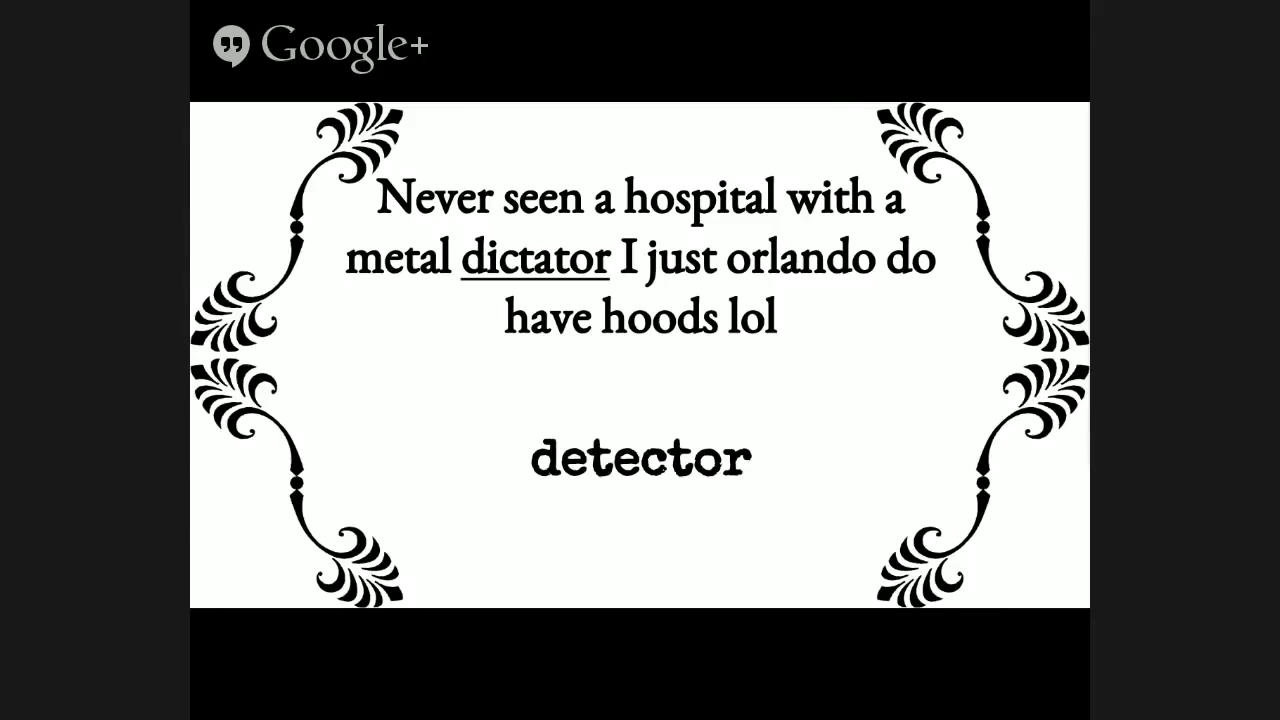 Google+
Never seen a hospital with a
metal dictator I just orlando do
have hoods lol
detector